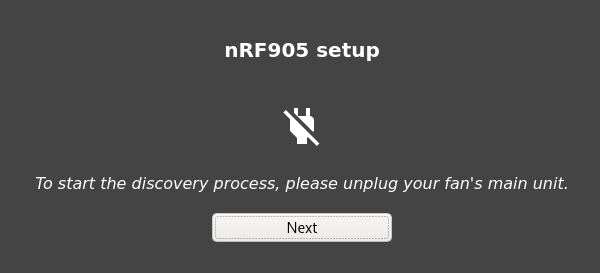 nRF905 setup
To start the discovery process, please unplug your fan's main unit.
Next